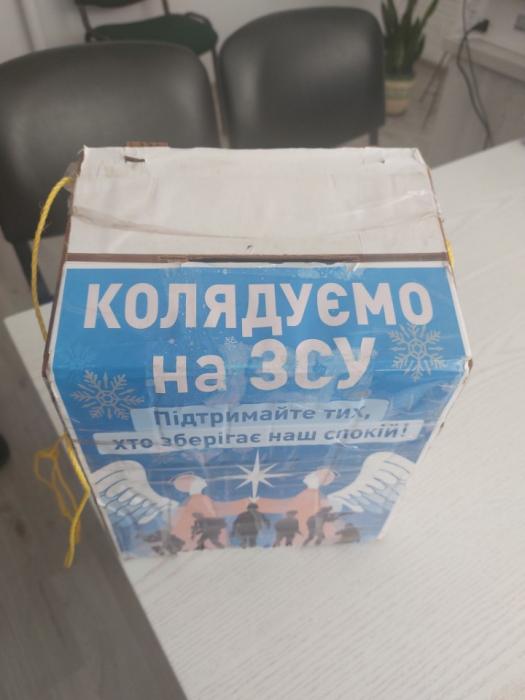 КОЛЯДУЄМО
на ЗСУ
Підтримайте тих,
хто зберігає наш спокій!